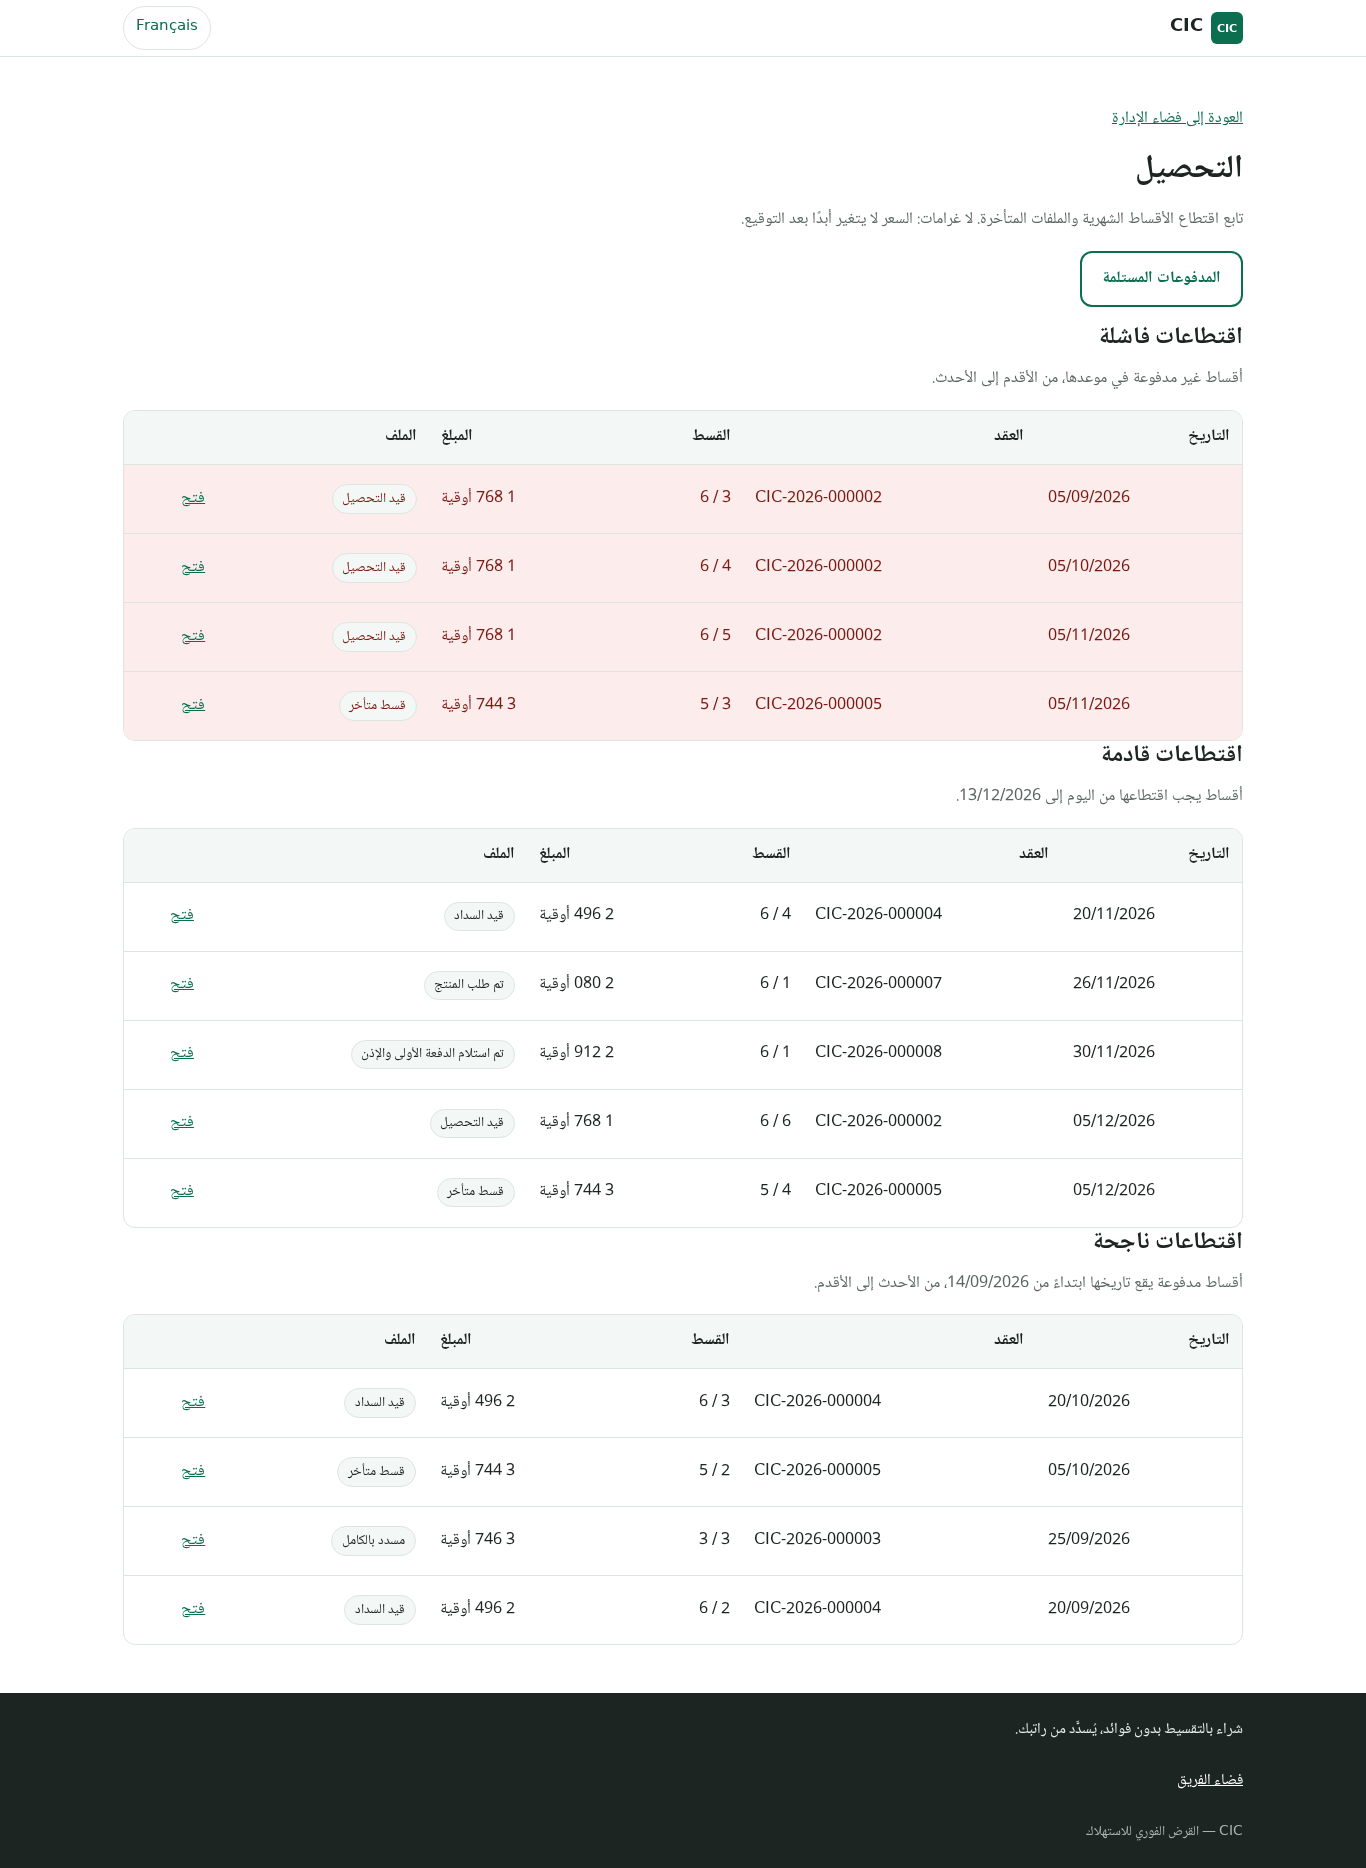 CIC CIC
Français
العودة إلى فضاء الإدارة
التحصيل
تابع اقتطاع الأقساط الشهرية والملفات المتأخرة. لا غرامات: السعر لا يتغير أبدًا بعد التوقيع.
المدفوعات المستلمة
اقتطاعات فاشلة
أقساط غير مدفوعة في موعدها، من الأقدم إلى الأحدث.
التاريخ العقد القسط المبلغ الملف
05/09/2026 CIC-2026-000002 3 / 6 1 768 أوقية قيد التحصيل فتح
05/10/2026 CIC-2026-000002 4 / 6 1 768 أوقية قيد التحصيل فتح
05/11/2026 CIC-2026-000002 5 / 6 1 768 أوقية قيد التحصيل فتح
05/11/2026 CIC-2026-000005 3 / 5 3 744 أوقية قسط متأخر فتح
اقتطاعات قادمة
أقساط يجب اقتطاعها من اليوم إلى 13/12/2026.
التاريخ العقد القسط المبلغ الملف
20/11/2026 CIC-2026-000004 4 / 6 2 496 أوقية قيد السداد فتح
26/11/2026 CIC-2026-000007 1 / 6 2 080 أوقية تم طلب المنتج فتح
30/11/2026 CIC-2026-000008 1 / 6 2 912 أوقية تم استلام الدفعة الأولى والإذن فتح
05/12/2026 CIC-2026-000002 6 / 6 1 768 أوقية قيد التحصيل فتح
05/12/2026 CIC-2026-000005 4 / 5 3 744 أوقية قسط متأخر فتح
اقتطاعات ناجحة
أقساط مدفوعة يقع تاريخها ابتداءً من 14/09/2026، من الأحدث إلى الأقدم.
التاريخ العقد القسط المبلغ الملف
20/10/2026 CIC-2026-000004 3 / 6 2 496 أوقية قيد السداد فتح
05/10/2026 CIC-2026-000005 2 / 5 3 744 أوقية قسط متأخر فتح
25/09/2026 CIC-2026-000003 3 / 3 3 746 أوقية مسدد بالكامل فتح
20/09/2026 CIC-2026-000004 2 / 6 2 496 أوقية قيد السداد فتح
شراء بالتقسيط بدون فوائد، يُسدَّد من راتبك.
فضاء الفريق
CIC — القرض الفوري للاستهلاك